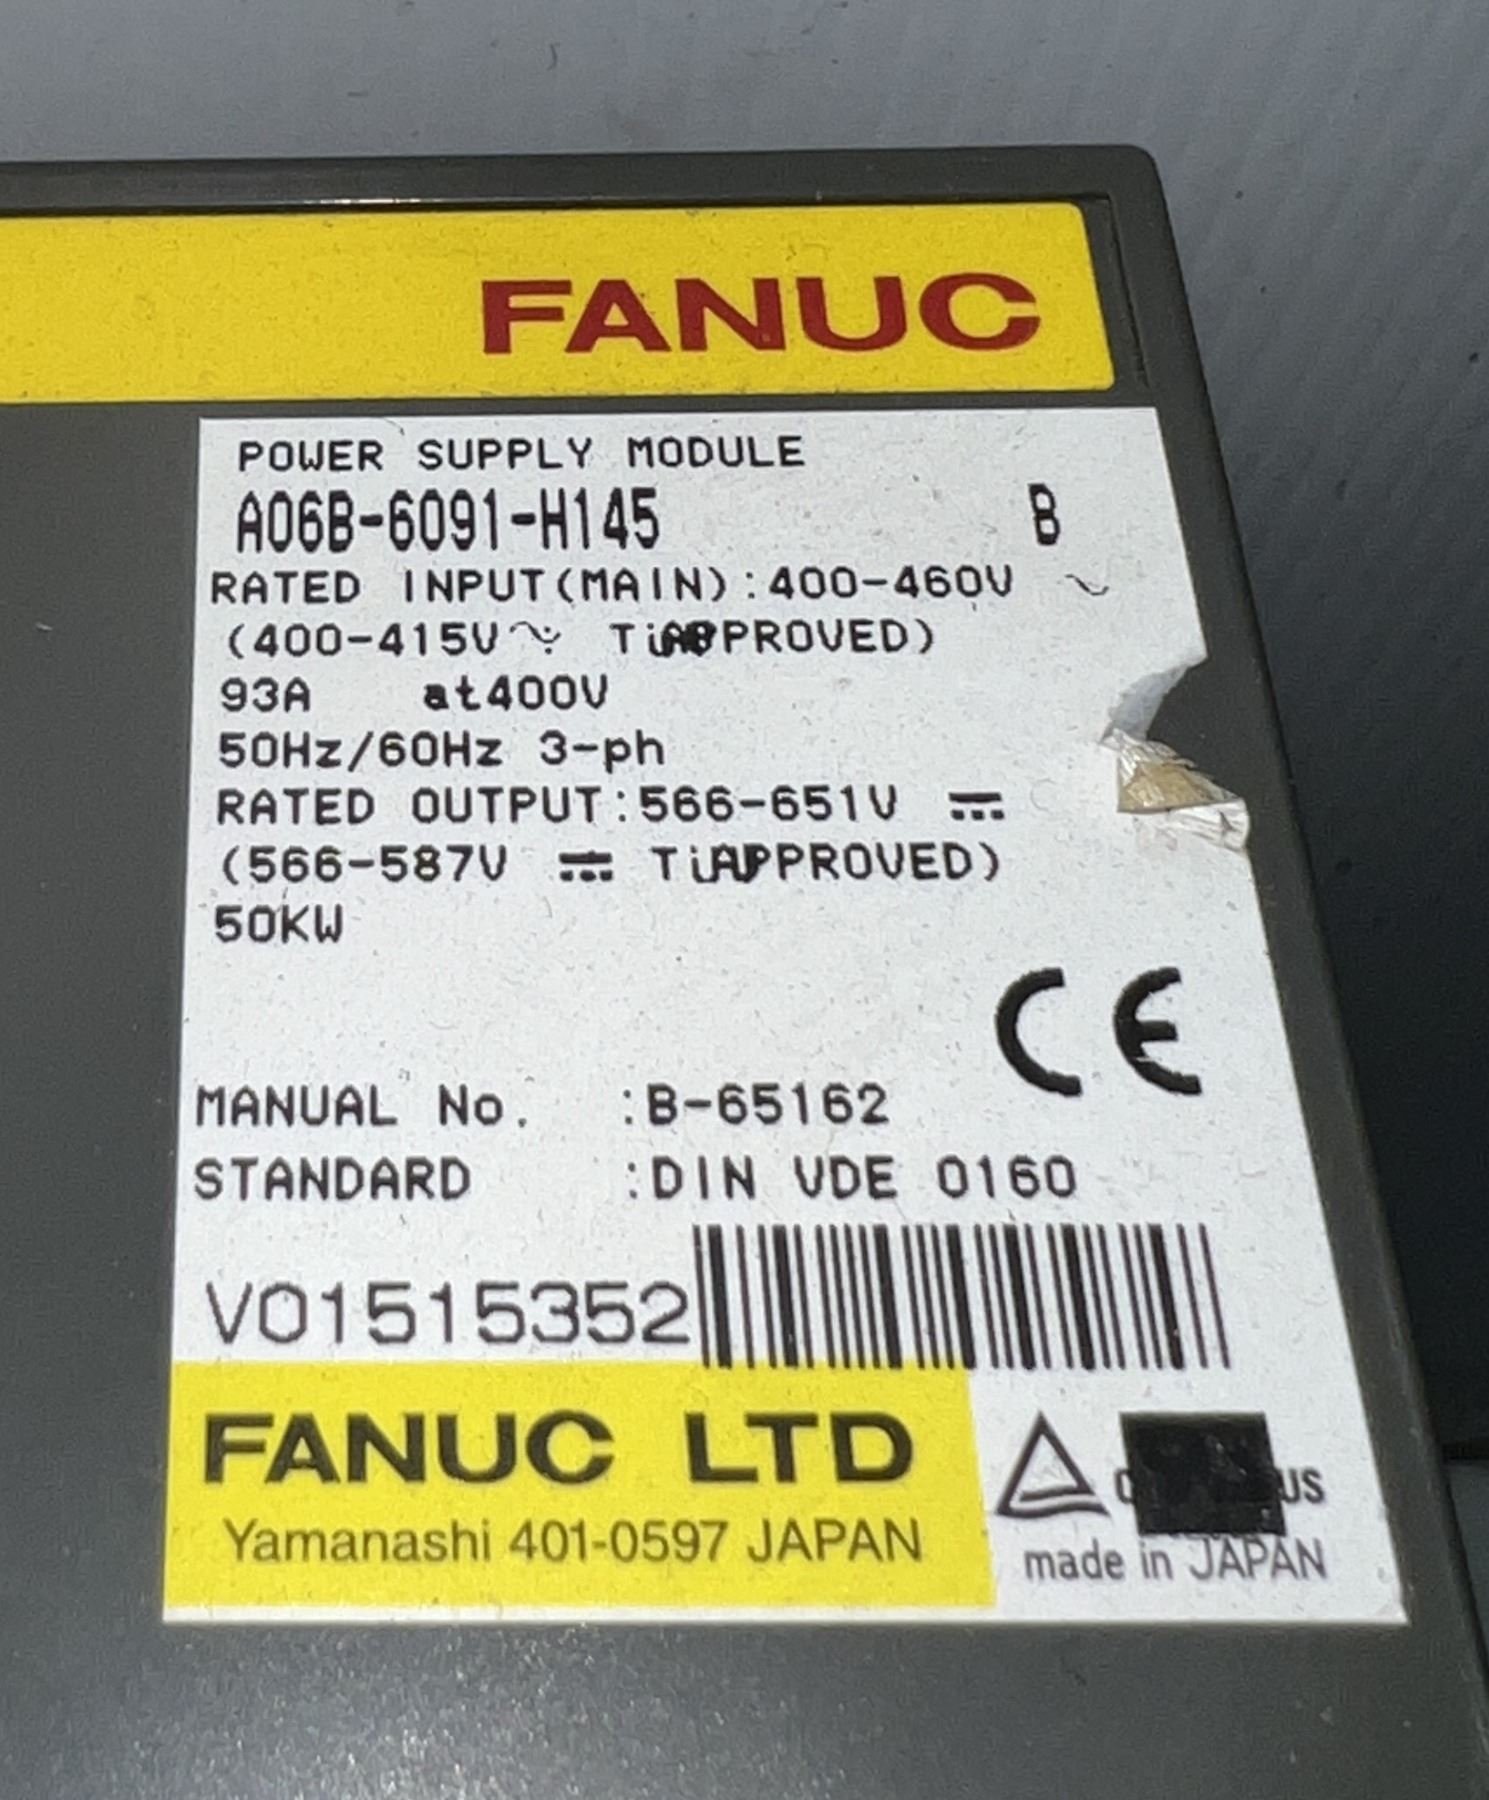 FANUC
POWER SUPPLY MODULE
A06B-6091-H145 B
RATED INPUT(MAIN):400-460V ~
(400-415V~ APPROVED)
93A at400V
50Hz/60Hz 3-ph
RATED OUTPUT:566-651V ⎓
(566-587V ⎓ APPROVED)
50KW
CE
MANUAL No. :B-65162
STANDARD :DIN VDE 0160
V01515352
FANUC LTD
Yamanashi 401-0597 JAPAN
US
made in JAPAN